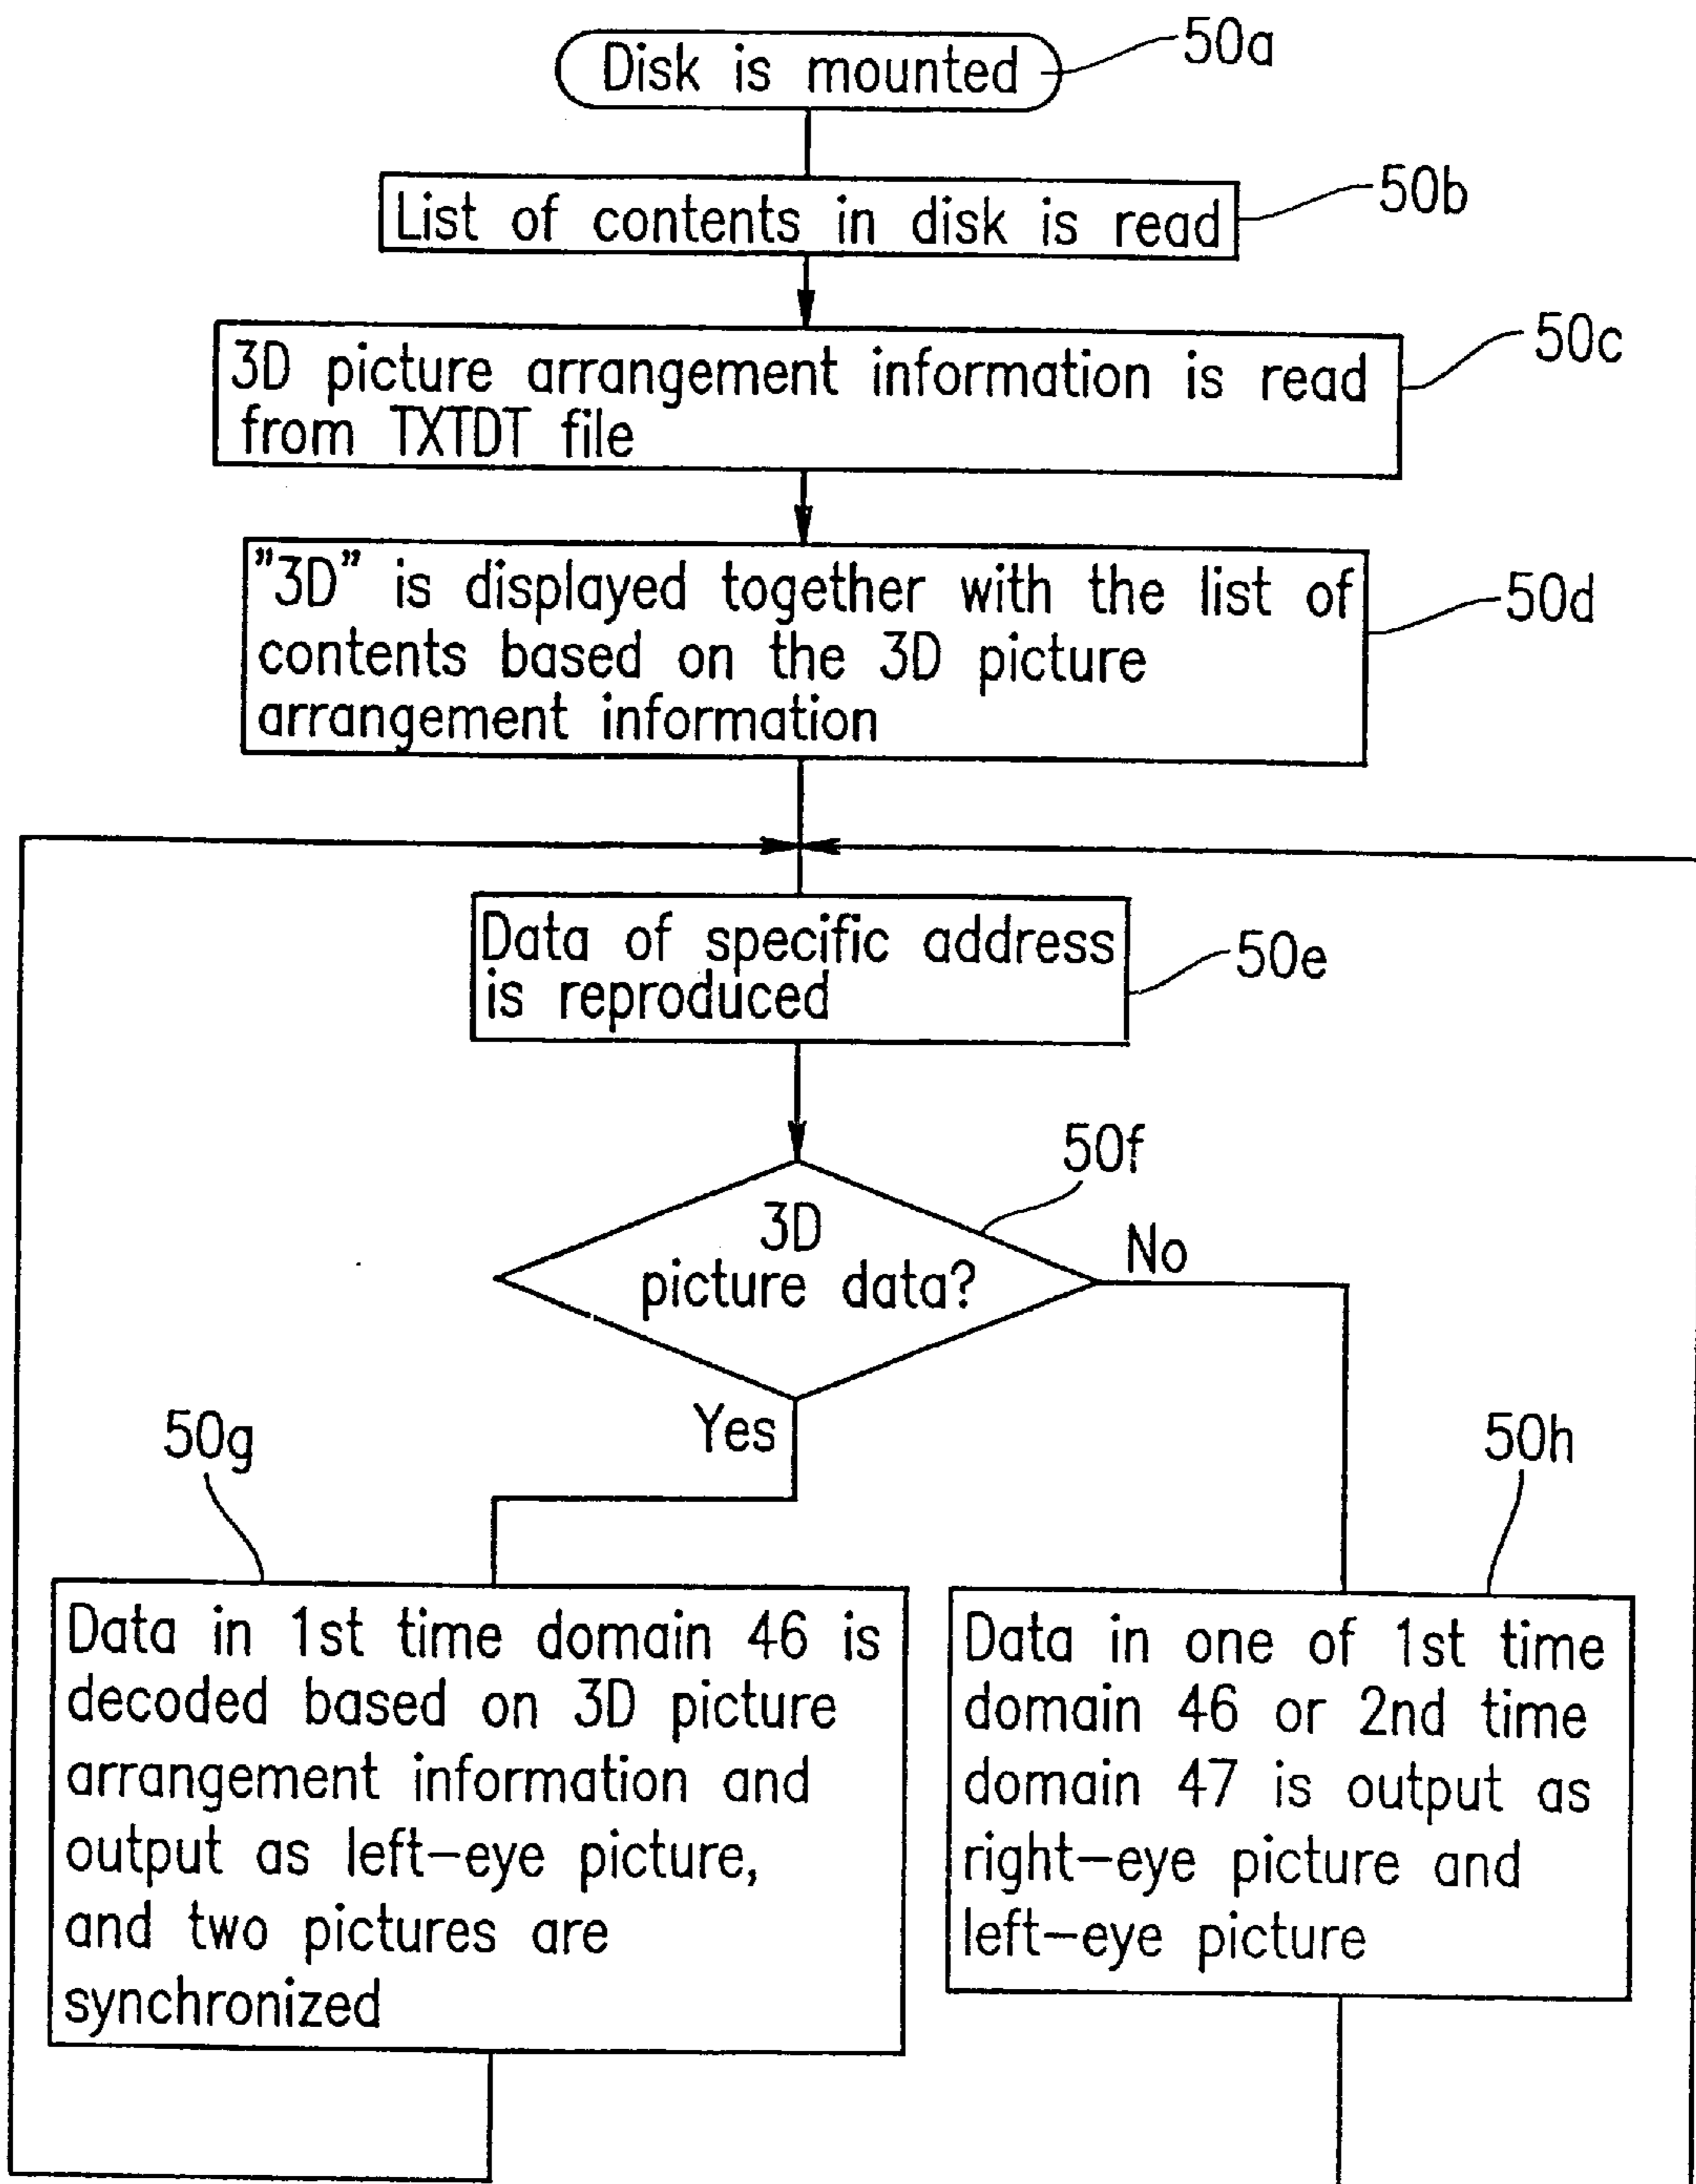 Disk is mounted
50a
List of contents in disk is read
50b
3D picture arrangement information is read
from TXTDT file
50c
"3D" is displayed together with the list of
contents based on the 3D picture
arrangement information
50d
Data of specific address
is reproduced
50e
50f
3D
picture data?
No
Yes
50g
Data in 1st time domain 46 is
decoded based on 3D picture
arrangement information and
output as left-eye picture,
and two pictures are
synchronized
50h
Data in one of 1st time
domain 46 or 2nd time
domain 47 is output as
right-eye picture and
left-eye picture